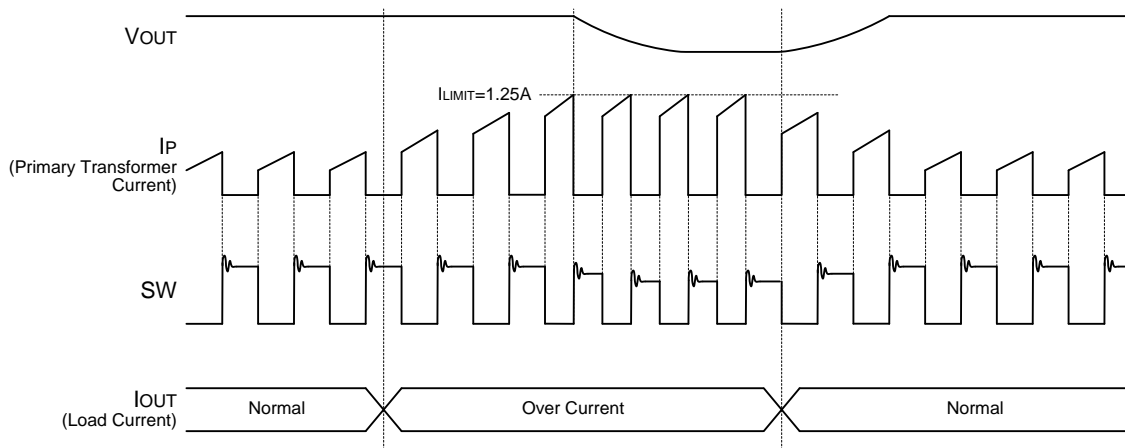 VOUT
ILIMIT=1.25A
IP
(Primary Transformer
Current)
SW
IOUT
(Load Current)
Normal
Over Current
Normal